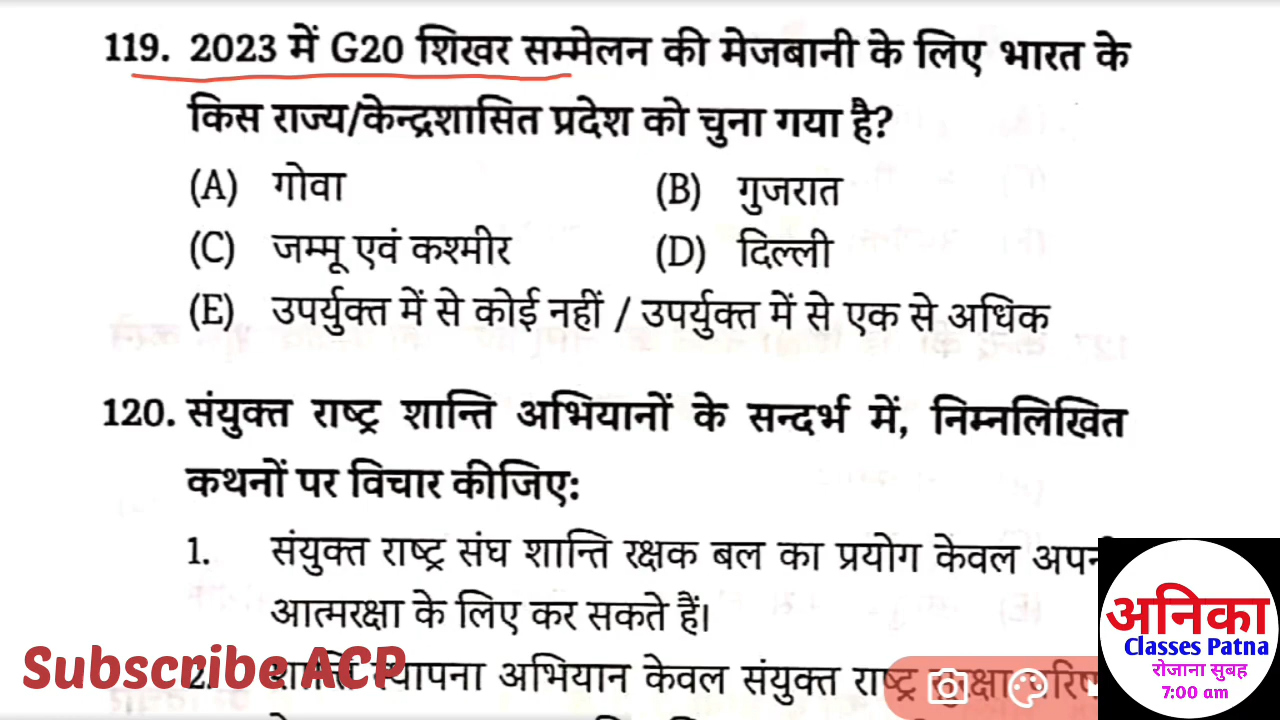 119. 2023 में G20 शिखर सम्मेलन की मेजबानी के लिए भारत के
किस राज्य/केन्द्रशासित प्रदेश को चुना गया है?
(A) गोवा (B) गुजरात
(C) जम्मू एवं कश्मीर (D) दिल्ली
(E) उपर्युक्त में से कोई नहीं / उपर्युक्त में से एक से अधिक
120. संयुक्त राष्ट्र शान्ति अभियानों के सन्दर्भ में, निम्नलिखित
कथनों पर विचार कीजिए:
1. संयुक्त राष्ट्र संघ शान्ति रक्षक बल का प्रयोग केवल
आत्मरक्षा के लिए कर सकते हैं।
2. शान्ति स्थापना अभियान केवल संयुक्त राष्ट्र सुरक्षा
Subscribe ACP
अनिका
Classes Patna
रोजाना सुबह
7:00 am